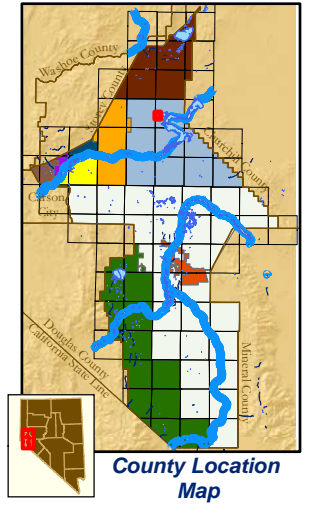 Washoe County
Storey County
Churchill County
Carson
City
Douglas County
California State Line
Mineral County
County Location
Map